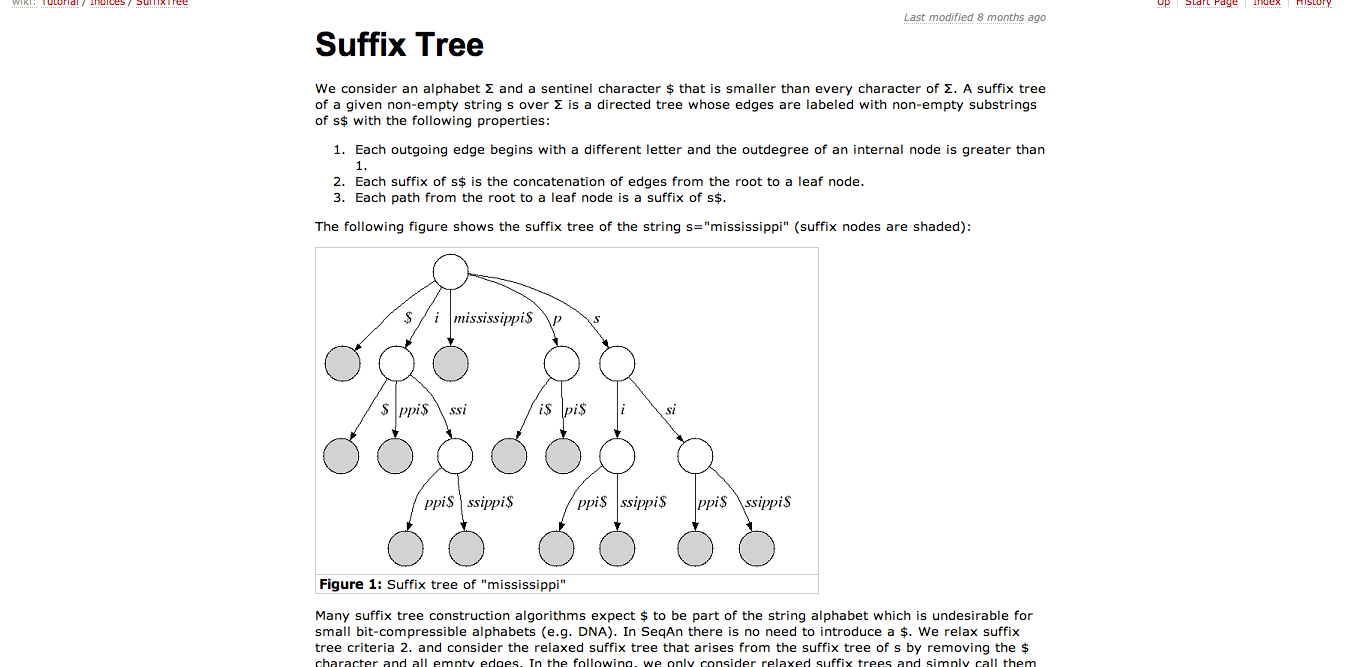 wiki: Tutorial / Indices / SuffixTree
Up | Start Page | Index | History
Last modified 8 months ago
Suffix Tree
We consider an alphabet Σ and a sentinel character $ that is smaller than every character of Σ. A suffix tree
of a given non-empty string s over Σ is a directed tree whose edges are labeled with non-empty substrings
of s$ with the following properties:
1. Each outgoing edge begins with a different letter and the outdegree of an internal node is greater than
1.
2. Each suffix of s$ is the concatenation of edges from the root to a leaf node.
3. Each path from the root to a leaf node is a suffix of s$.
The following figure shows the suffix tree of the string s="mississippi" (suffix nodes are shaded):
$ i mississippi$ p s
$ ppi$ ssi i$ pi$ i si
ppi$ ssippi$ ppi$ ssippi$ ppi$ ssippi$
Figure 1: Suffix tree of "mississippi"
Many suffix tree construction algorithms expect $ to be part of the string alphabet which is undesirable for
small bit-compressible alphabets (e.g. DNA). In SeqAn there is no need to introduce a $. We relax suffix
tree criteria 2. and consider the relaxed suffix tree that arises from the suffix tree of s by removing the $
character and all empty edges. In the following, we only consider relaxed suffix trees and simply call them